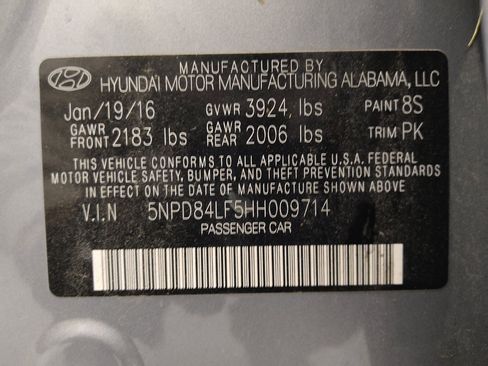 MANUFACTURED BY
HYUNDAI MOTOR MANUFACTURING ALABAMA, LLC
Jan/19/16 GVWR 3924, lbs PAINT 8S
GAWR FRONT 2183 lbs GAWR REAR 2006 lbs TRIM PK
THIS VEHICLE CONFORMS TO ALL APPLICABLE U.S.A. FEDERAL
MOTOR VEHICLE SAFETY, BUMPER, AND THEFT PREVENTION STANDARDS
IN EFFECT ON THE DATE OF MANUFACTURE SHOWN ABOVE.
V.I.N 5NPD84LF5HH009714
PASSENGER CAR